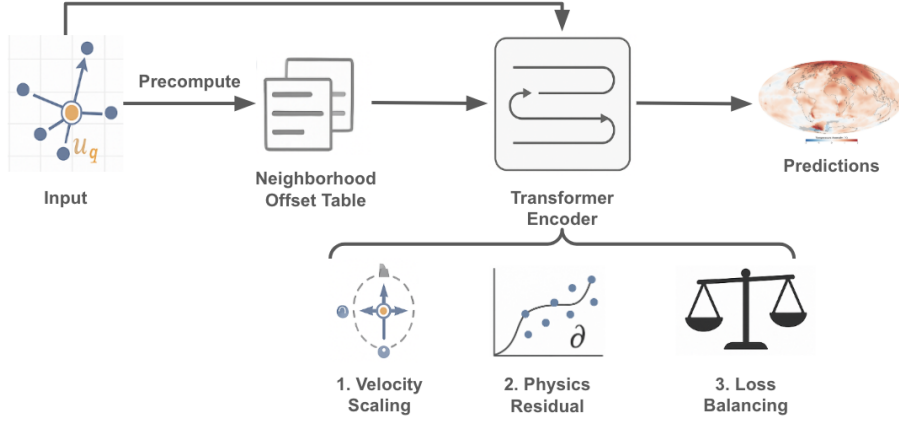 Precompute
u_q
Input
Neighborhood
Offset Table
Transformer
Encoder
Predictions
∂
1. Velocity
Scaling
2. Physics
Residual
3. Loss
Balancing